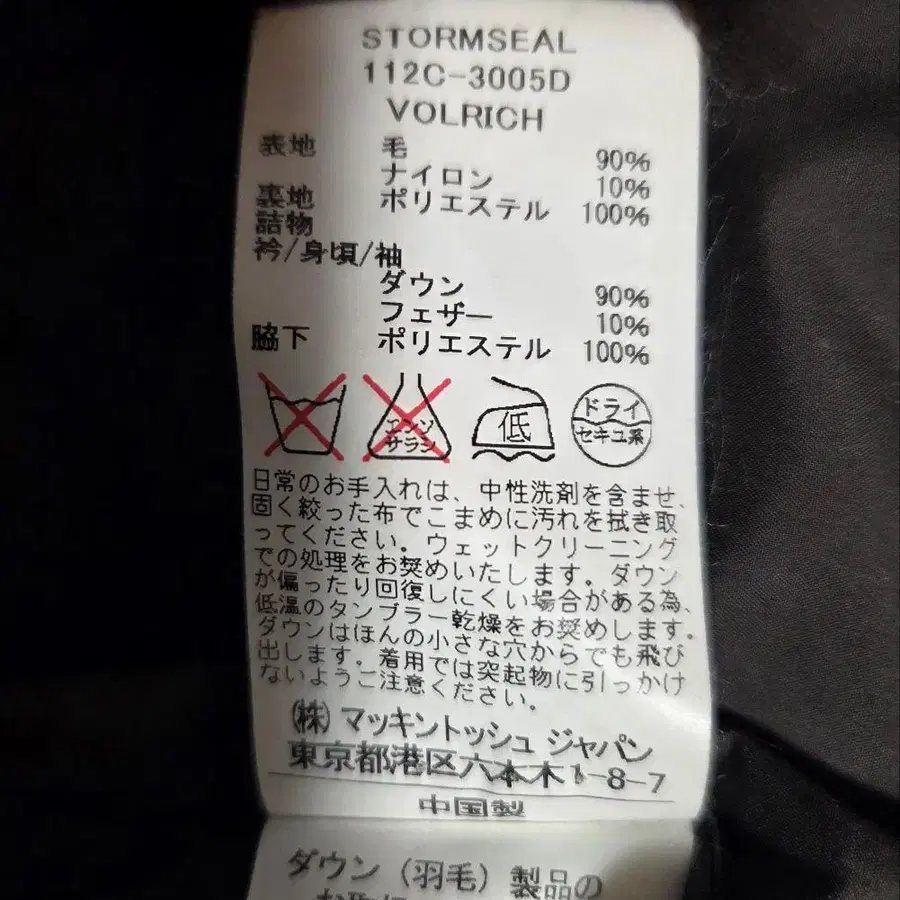 STORMSEAL
112C-3005D
VOLRICH
表地 毛 90%
ナイロン 10%
裏地 ポリエステル 100%
詰物
衿/身頃/袖
ダウン 90%
フェザー 10%
脇下 ポリエステル 100%
エンソ
サラシ
低
ドライ
セキユ系
日常のお手入れは、中性洗剤を含ませ、
固く絞った布でこまめに汚れを拭き取
ってください。ウェットクリーニング
での処理をお奨めいたします。ダウン
が偏ったり回復しにくい場合がある為、
低温のタンブラー乾燥をお奨めします。
ダウンはほんの小さな穴からでも飛び
出します。着用では突起物に引っかけ
ないようご注意ください。
(株) マッキントッシュ ジャパン
東京都港区六本木1-8-7
中国製
ダウン (羽毛) 製品の